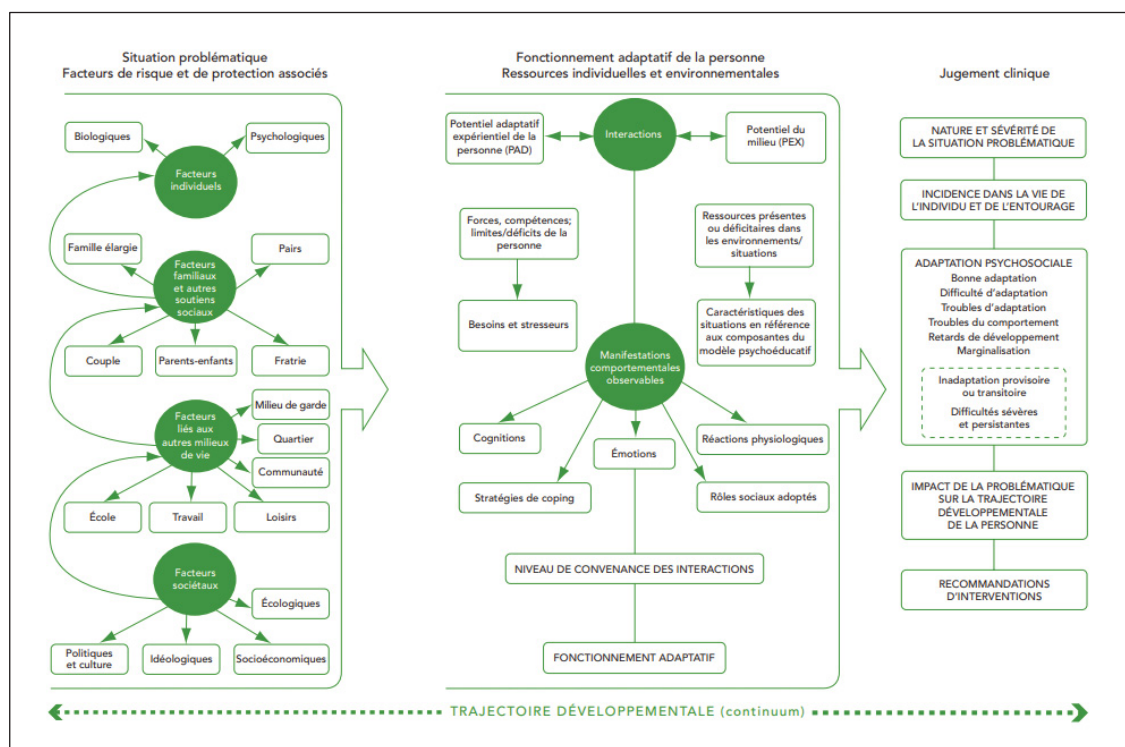 Situation problématique
Facteurs de risque et de protection associés
Biologiques
Psychologiques
Facteurs
individuels
Famille élargie
Pairs
Facteurs
familiaux
et autres
soutiens
sociaux
Couple
Parents-enfants
Fratrie
Milieu de garde
Facteurs
liés aux
autres milieux
de vie
Quartier
Communauté
École
Travail
Loisirs
Facteurs
sociétaux
Écologiques
Politiques
et culture
Idéologiques
Socioéconomiques
Fonctionnement adaptatif de la personne
Ressources individuelles et environnementales
Potentiel adaptatif
expérientiel de la
personne (PAD)
Interactions
Potentiel du
milieu (PEX)
Forces, compétences;
limites/déficits de la
personne
Ressources présentes
ou déficitaires dans
les environnements/
situations
Besoins et stresseurs
Caractéristiques des
situations en référence
aux composantes du
modèle psychoéducatif
Manifestations
comportementales
observables
Cognitions
Émotions
Réactions physiologiques
Stratégies de coping
Rôles sociaux adoptés
NIVEAU DE CONVENANCE DES INTERACTIONS
FONCTIONNEMENT ADAPTATIF
Jugement clinique
NATURE ET SÉVÉRITÉ DE
LA SITUATION PROBLÉMATIQUE
INCIDENCE DANS LA VIE DE
L'INDIVIDU ET DE L'ENTOURAGE
ADAPTATION PSYCHOSOCIALE
Bonne adaptation
Difficulté d'adaptation
Troubles d'adaptation
Troubles du comportement
Retards de développement
Marginalisation
Inadaptation provisoire
ou transitoire
Difficultés sévères
et persistantes
IMPACT DE LA PROBLÉMATIQUE
SUR LA TRAJECTOIRE
DÉVELOPPEMENTALE
DE LA PERSONNE
RECOMMANDATIONS
D'INTERVENTIONS
TRAJECTOIRE DÉVELOPPEMENTALE (continuum)